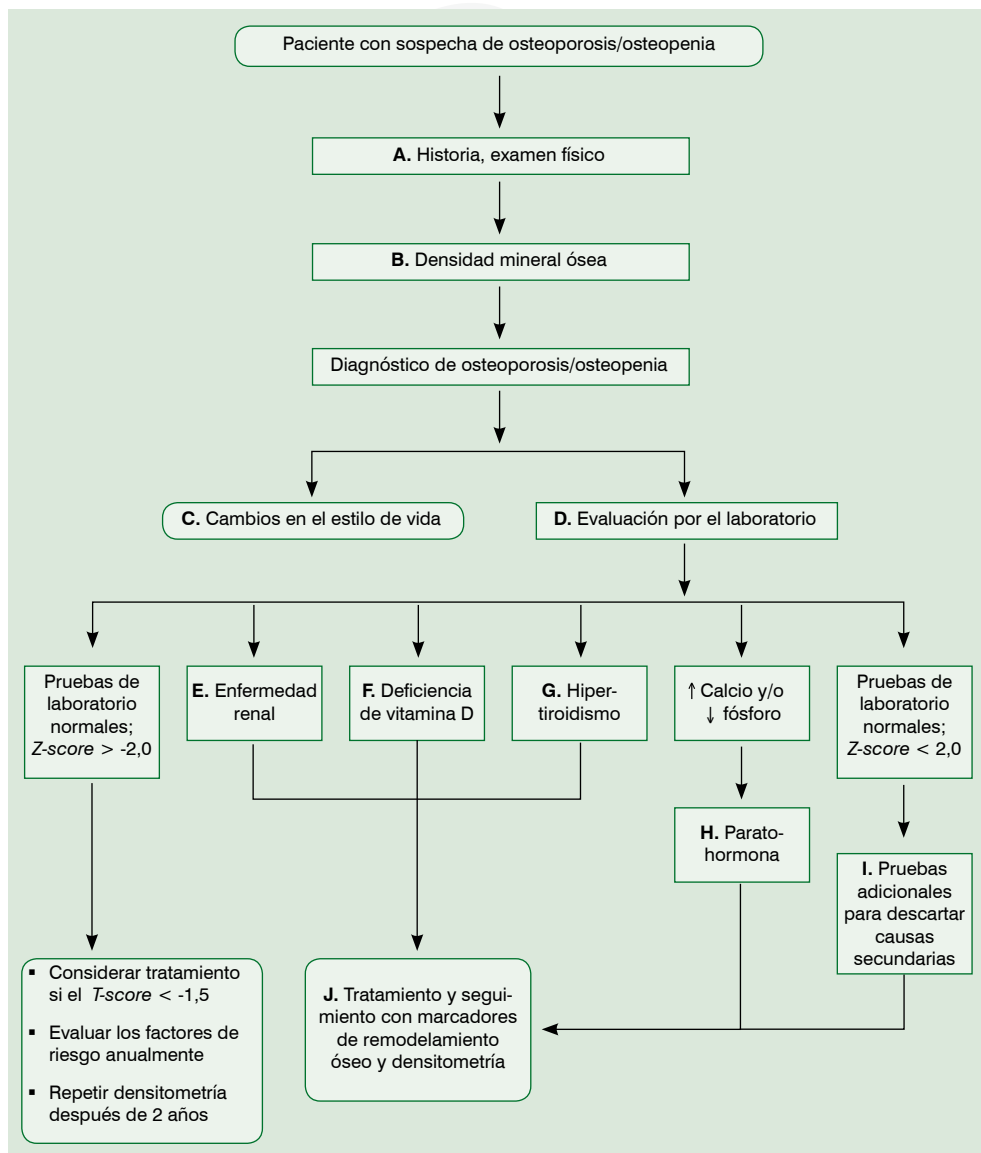 Paciente con sospecha de osteoporosis/osteopenia
A. Historia, examen físico
B. Densidad mineral ósea
Diagnóstico de osteoporosis/osteopenia
C. Cambios en el estilo de vida
D. Evaluación por el laboratorio
Pruebas de
laboratorio
normales;
Z-score > -2,0
E. Enfermedad
renal
F. Deficiencia
de vitamina D
G. Hiper-
tiroidismo
↑ Calcio y/o
↓ fósforo
Pruebas de
laboratorio
normales;
Z-score < 2,0
H. Parato-
hormona
I. Pruebas
adicionales
para descartar
causas
secundarias
▪ Considerar tratamiento
si el T-score < -1,5
▪ Evaluar los factores de
riesgo anualmente
▪ Repetir densitometría
después de 2 años
J. Tratamiento y segui-
miento con marcadores
de remodelamiento
óseo y densitometría